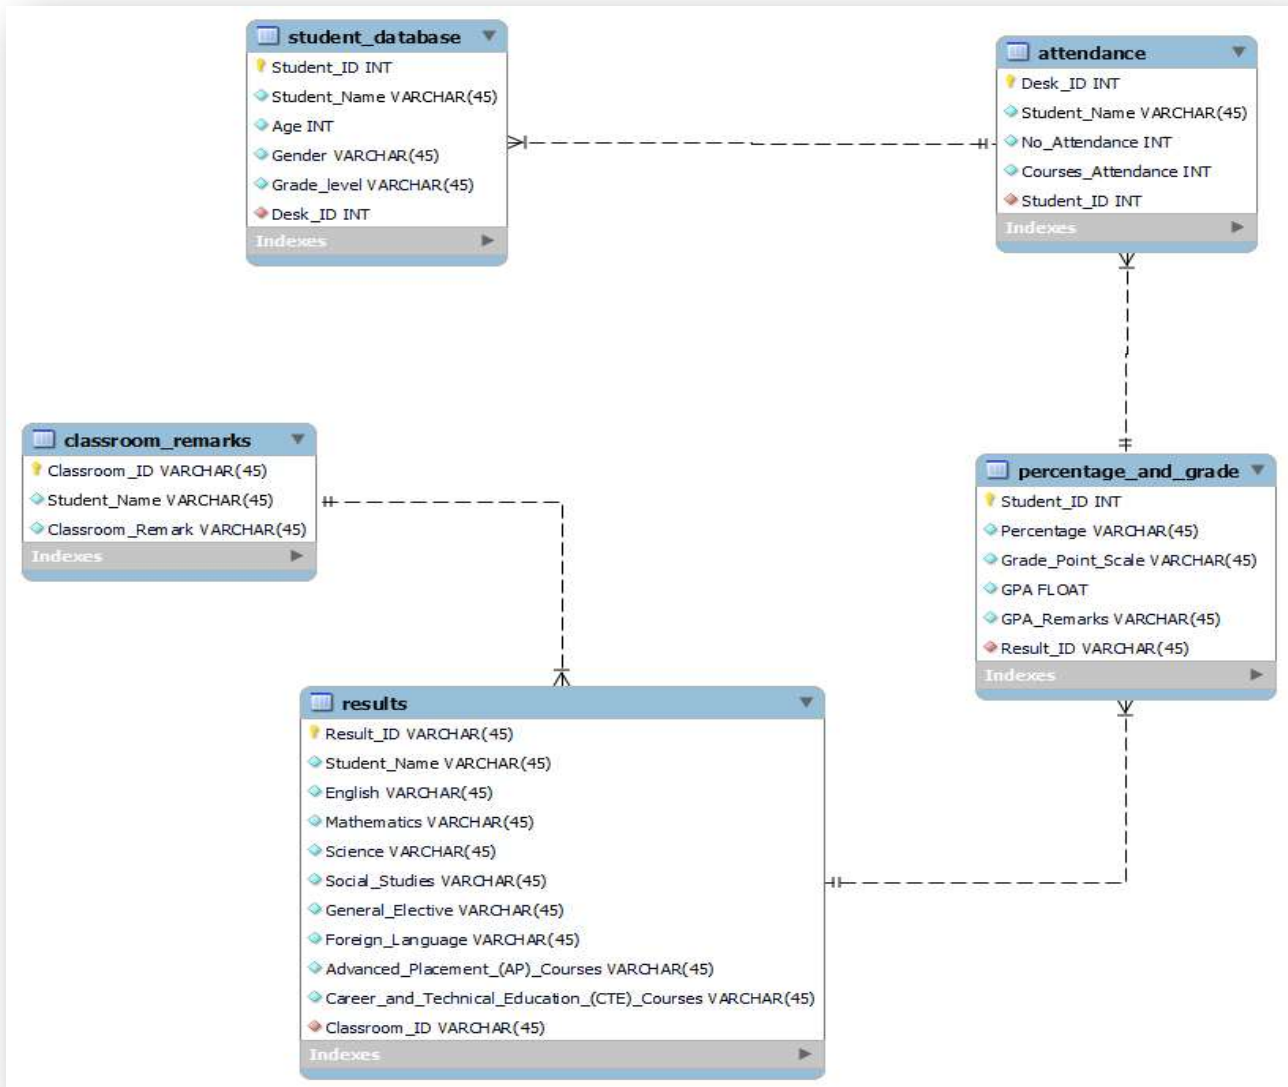 student_database
Student_ID INT
Student_Name VARCHAR(45)
Age INT
Gender VARCHAR(45)
Grade_level VARCHAR(45)
Desk_ID INT
Indexes
attendance
Desk_ID INT
Student_Name VARCHAR(45)
No_Attendance INT
Courses_Attendance INT
Student_ID INT
Indexes
classroom_remarks
Classroom_ID VARCHAR(45)
Student_Name VARCHAR(45)
Classroom_Remark VARCHAR(45)
Indexes
percentage_and_grade
Student_ID INT
Percentage VARCHAR(45)
Grade_Point_Scale VARCHAR(45)
GPA FLOAT
GPA_Remarks VARCHAR(45)
Result_ID VARCHAR(45)
Indexes
results
Result_ID VARCHAR(45)
Student_Name VARCHAR(45)
English VARCHAR(45)
Mathematics VARCHAR(45)
Science VARCHAR(45)
Social_Studies VARCHAR(45)
General_Elective VARCHAR(45)
Foreign_Language VARCHAR(45)
Advanced_Placement_(AP)_Courses VARCHAR(45)
Career_and_Technical_Education_(CTE)_Courses VARCHAR(45)
Classroom_ID VARCHAR(45)
Indexes